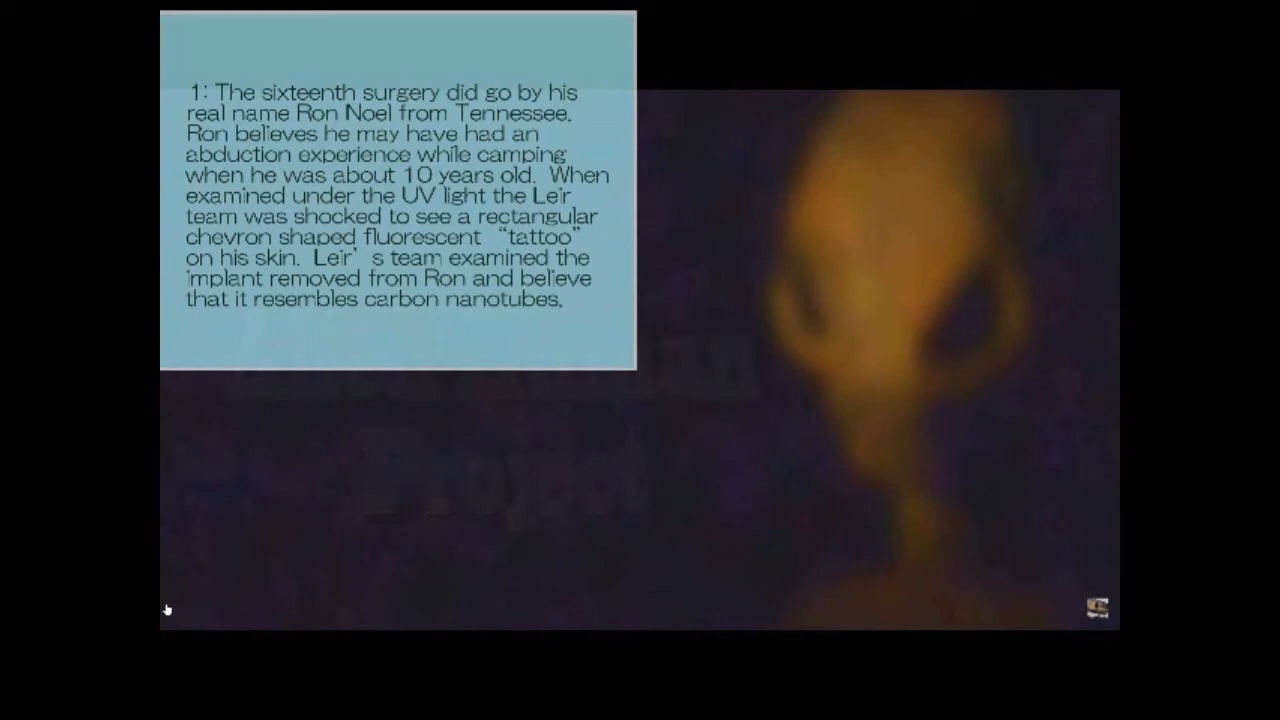 1: The sixteenth surgery did go by his
real name Ron Noel from Tennessee.
Ron believes he may have had an
abduction experience while camping
when he was about 10 years old. When
examined under the UV light the Leir
team was shocked to see a rectangular
chevron shaped fluorescent “tattoo”
on his skin. Leir’s team examined the
implant removed from Ron and believe
that it resembles carbon nanotubes.
Project